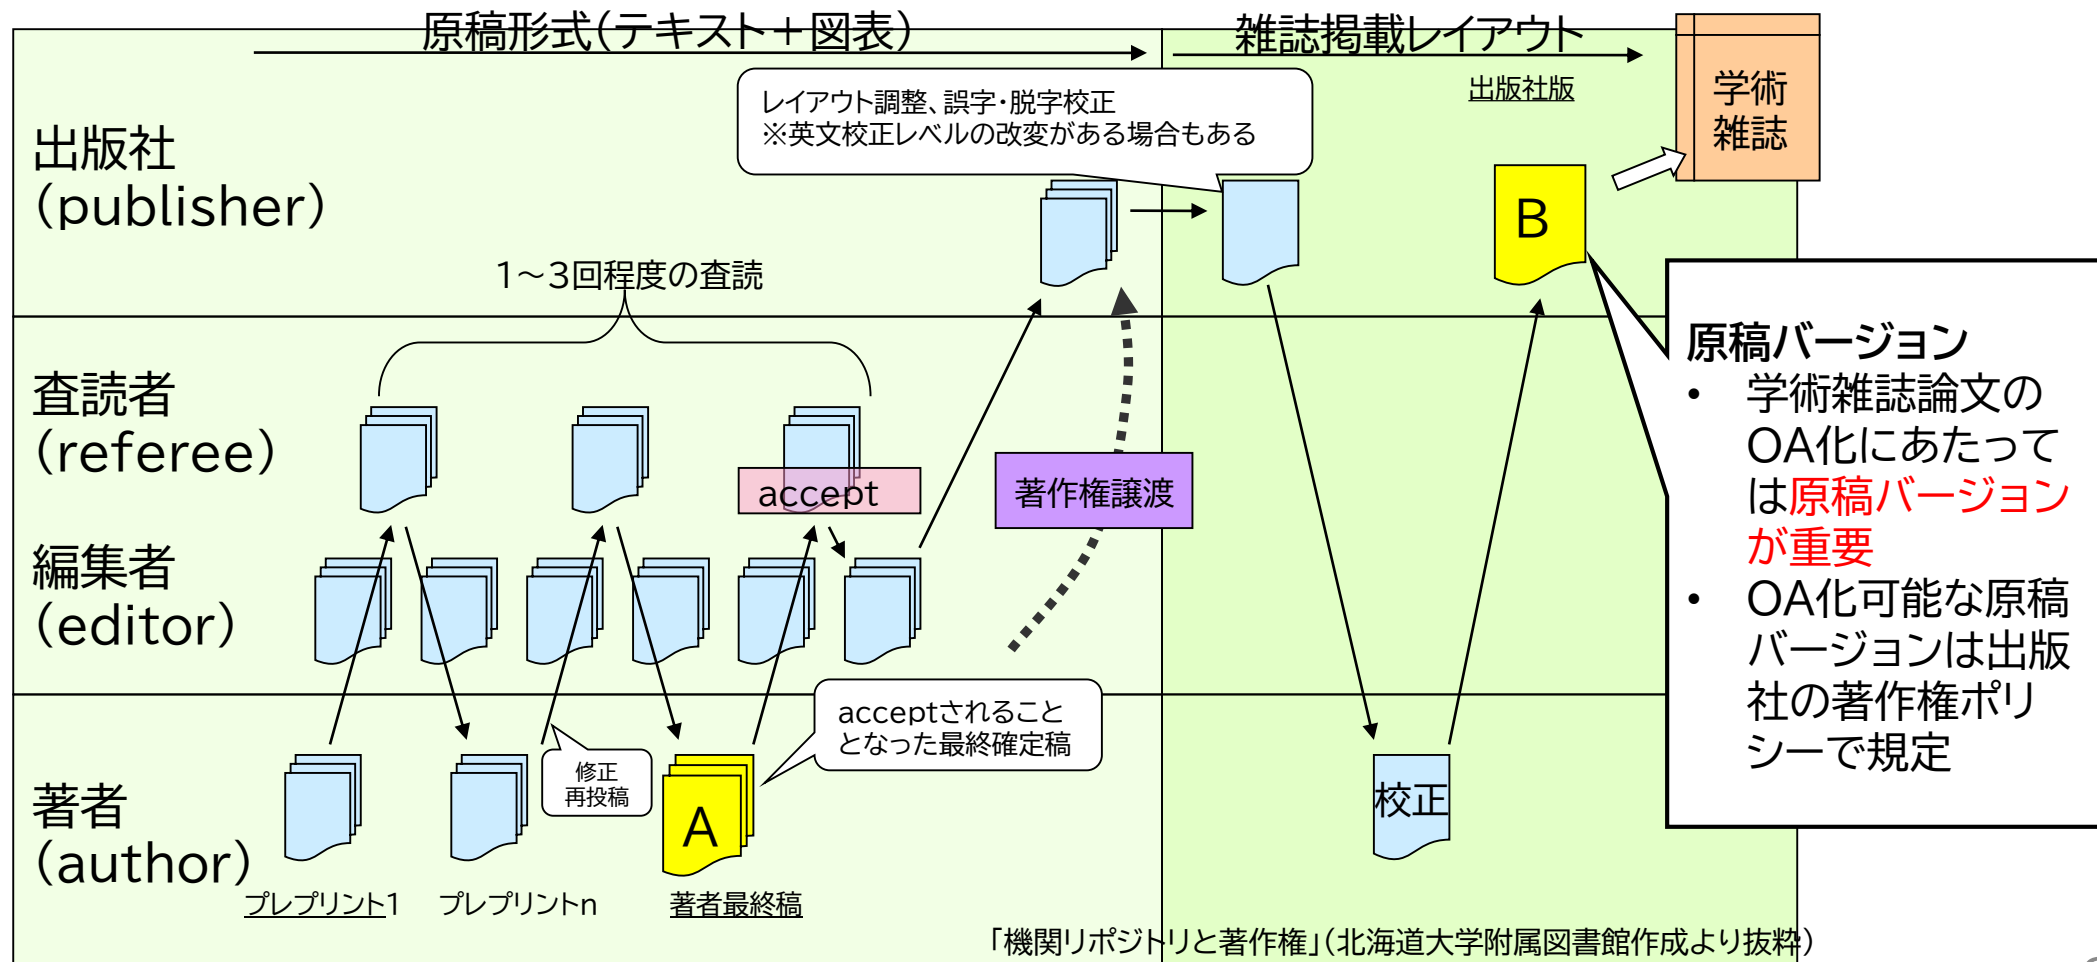 原稿形式(テキスト＋図表)
雑誌掲載レイアウト
学術
雑誌
出版社版
レイアウト調整、誤字・脱字校正
※英文校正レベルの改変がある場合もある
出版社
(publisher)
B
1～3回程度の査読
原稿バージョン
• 学術雑誌論文の
OA化にあたって
は原稿バージョン
が重要
• OA化可能な原稿
バージョンは出版
社の著作権ポリ
シーで規定
査読者
(referee)
accept
著作権譲渡
編集者
(editor)
acceptされること
となった最終確定稿
修正
再投稿
著者
(author)
A
校正
プレプリント1
プレプリントn
著者最終稿
「機関リポジトリと著作権」(北海道大学附属図書館作成より抜粋)